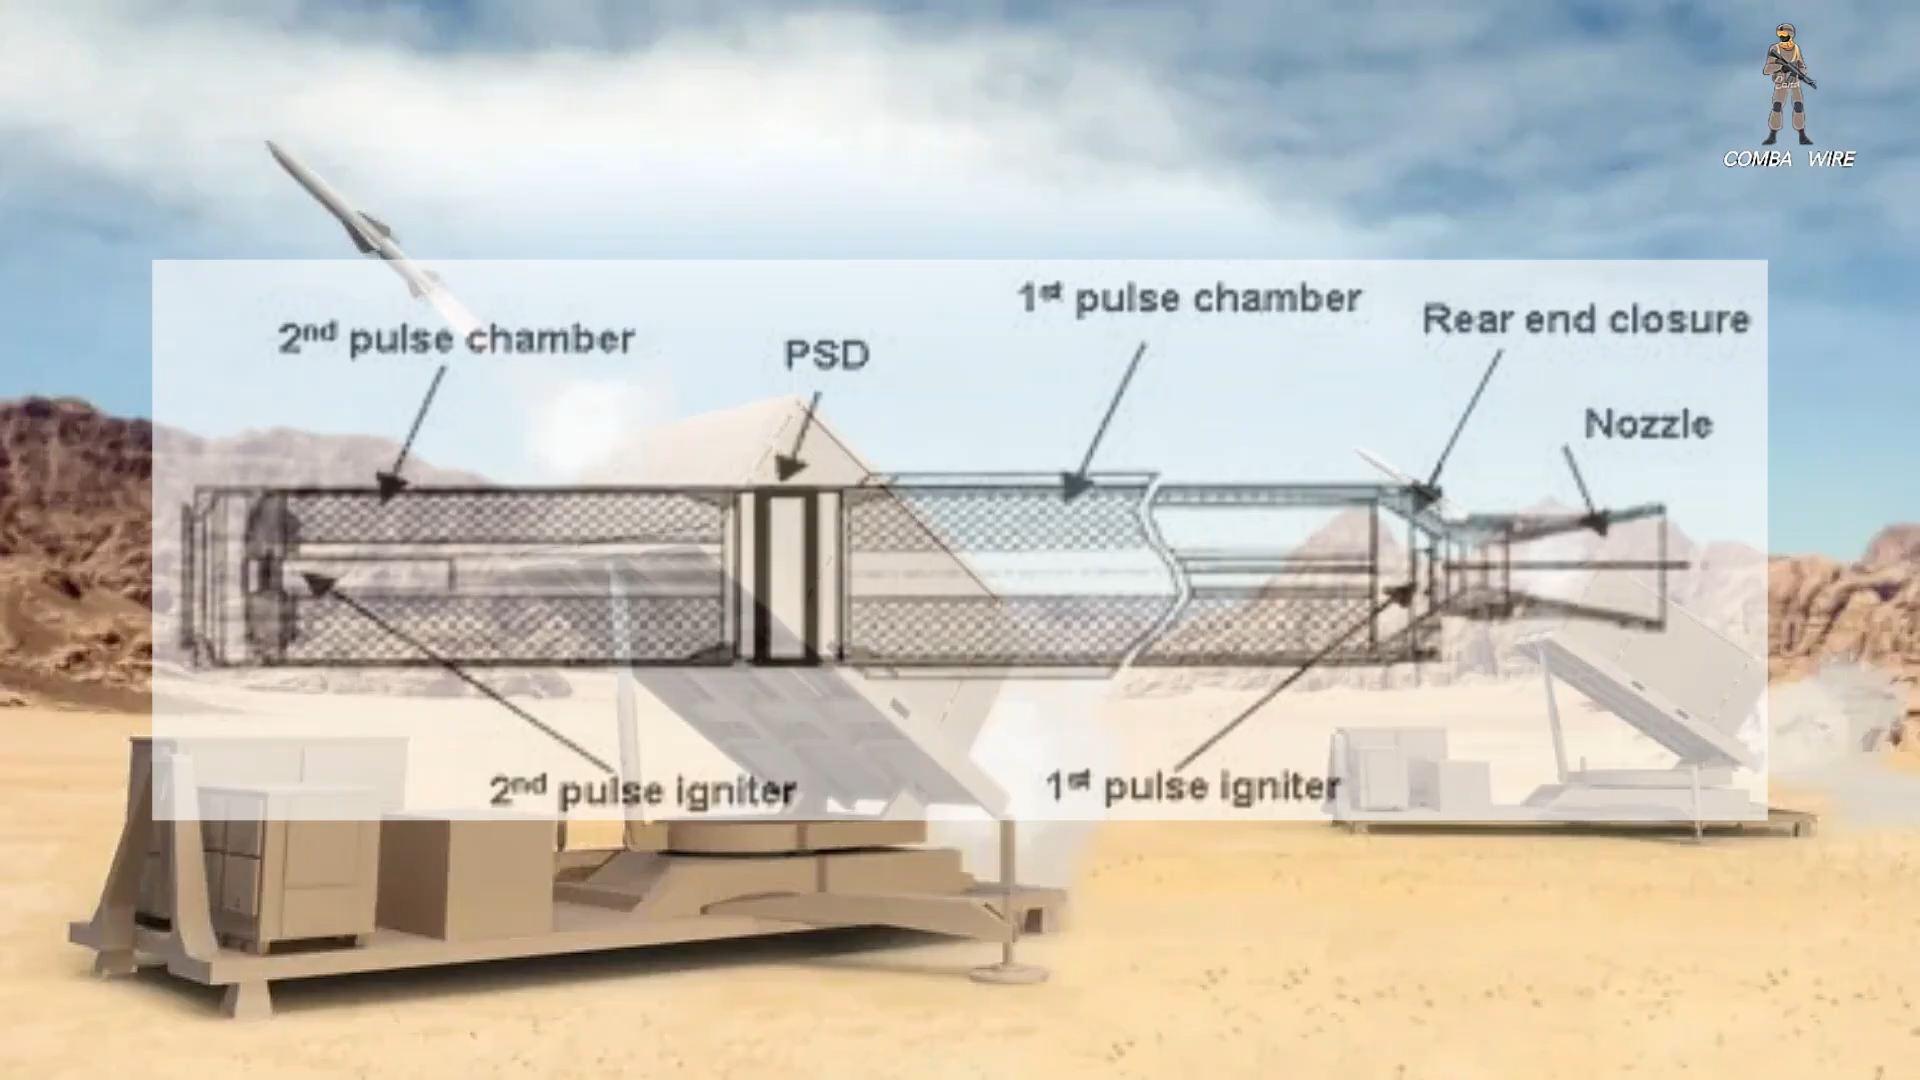 COMBA WIRE
1st pulse chamber
Rear end closure
2nd pulse chamber
PSD
Nozzle
2nd pulse igniter
1st pulse igniter